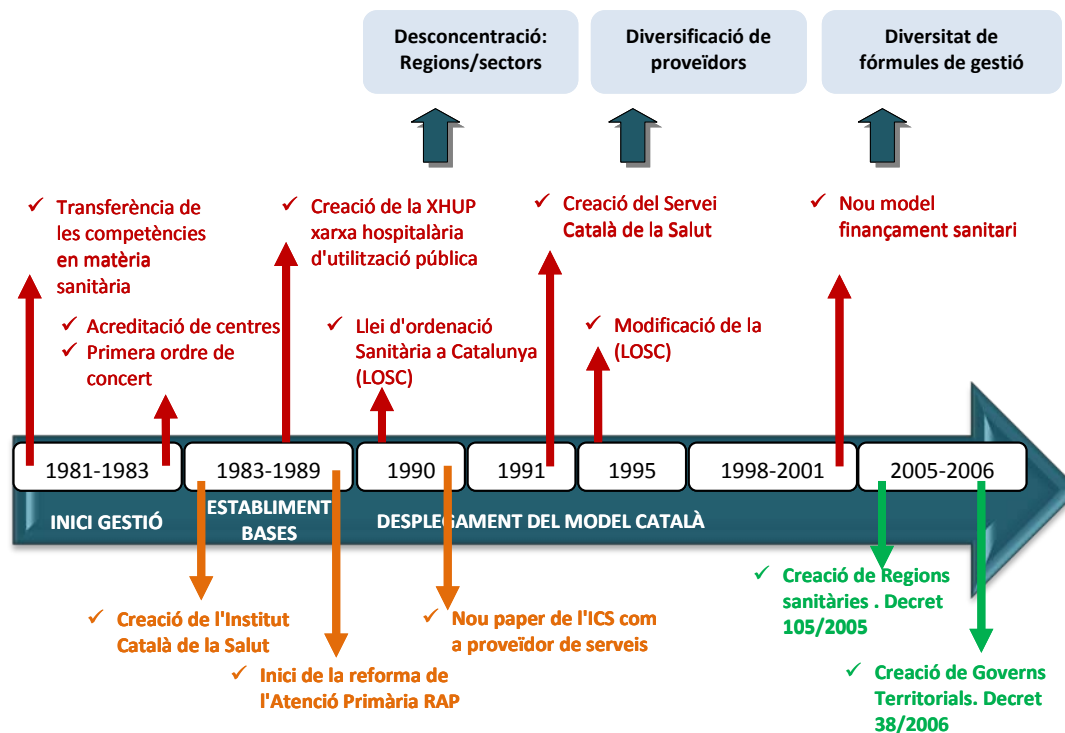 Desconcentració:
Regions/sectors
Diversificació de
proveïdors
Diversitat de
fórmules de gestió
Transferència de
les competències
en matèria
sanitària
Acreditació de centres
Primera ordre de
concert
Creació de la XHUP
xarxa hospitalària
d'utilització pública
Llei d'ordenació
Sanitària a Catalunya
(LOSC)
Creació del Servei
Català de la Salut
Modificació de la
(LOSC)
Nou model
finançament sanitari
1981-1983
1983-1989
1990
1991
1995
1998-2001
2005-2006
INICI GESTIÓ
ESTABLIMENT
BASES
DESPLEGAMENT DEL MODEL CATALÀ
Creació de l'Institut
Català de la Salut
Inici de la reforma de
l'Atenció Primària RAP
Nou paper de l'ICS com
a proveïdor de serveis
Creació de Regions
sanitàries . Decret
105/2005
Creació de Governs
Territorials. Decret
38/2006